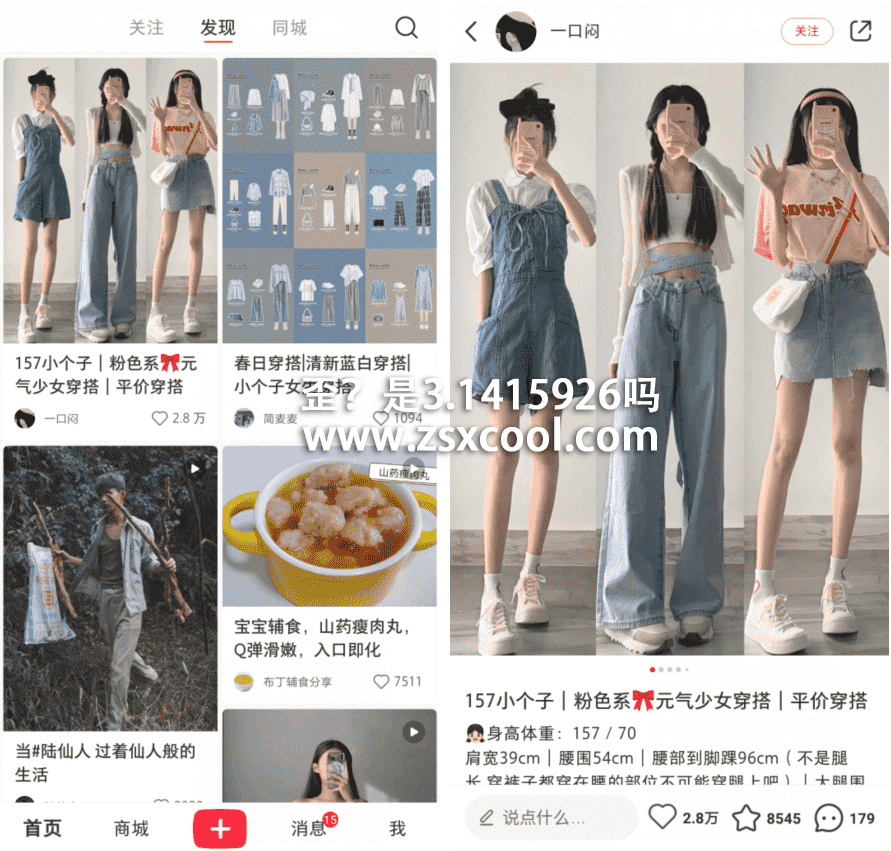 关注
发现
同城
157小个子｜粉色系🎀元
气少女穿搭｜平价穿搭
一口闷
2.8万
春日穿搭|清新蓝白穿搭|
小个子女生穿搭
简麦麦
1094
当#陆仙人 过着仙人般的
生活
山药瘦肉丸
宝宝辅食，山药瘦肉丸，
Q弹滑嫩，入口即化
布丁辅食分享
7511
首页
商城
消息
15
我
一口闷
关注
157小个子｜粉色系🎀元气少女穿搭｜平价穿搭
👧身高体重：157 / 70
肩宽39cm｜腰围54cm｜腰部到脚踝96cm（不是腿
长 穿裤子都穿在腰的部位不可能穿腿上吧）｜大腿围
说点什么...
2.8万
8545
179
歪？是3.1415926吗
www.zsxcool.com